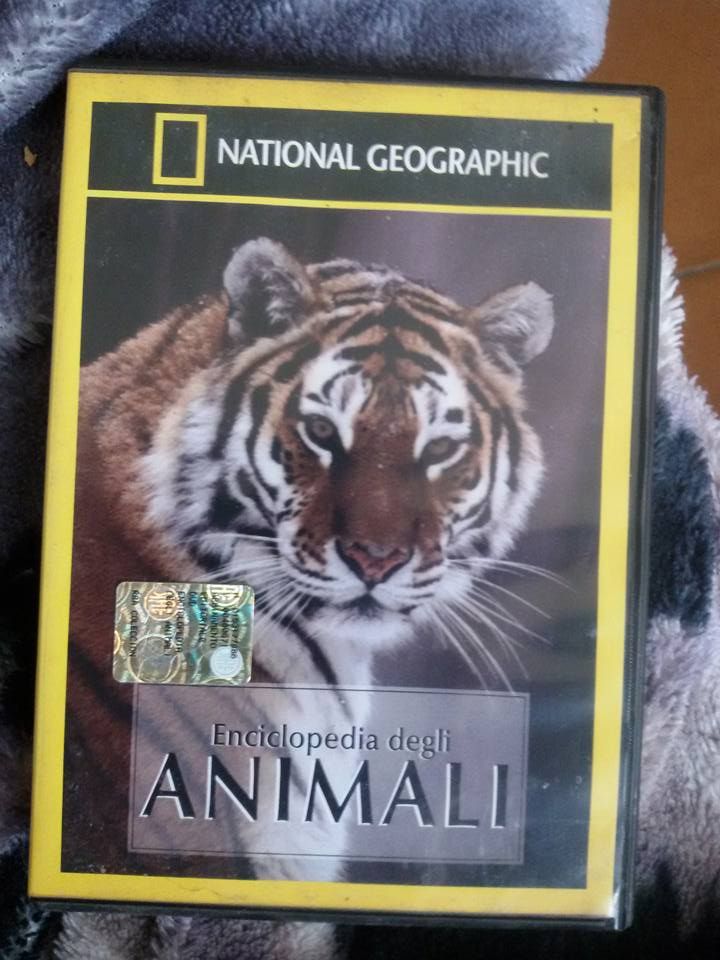 NATIONAL GEOGRAPHIC
Enciclopedia degli
ANIMALI